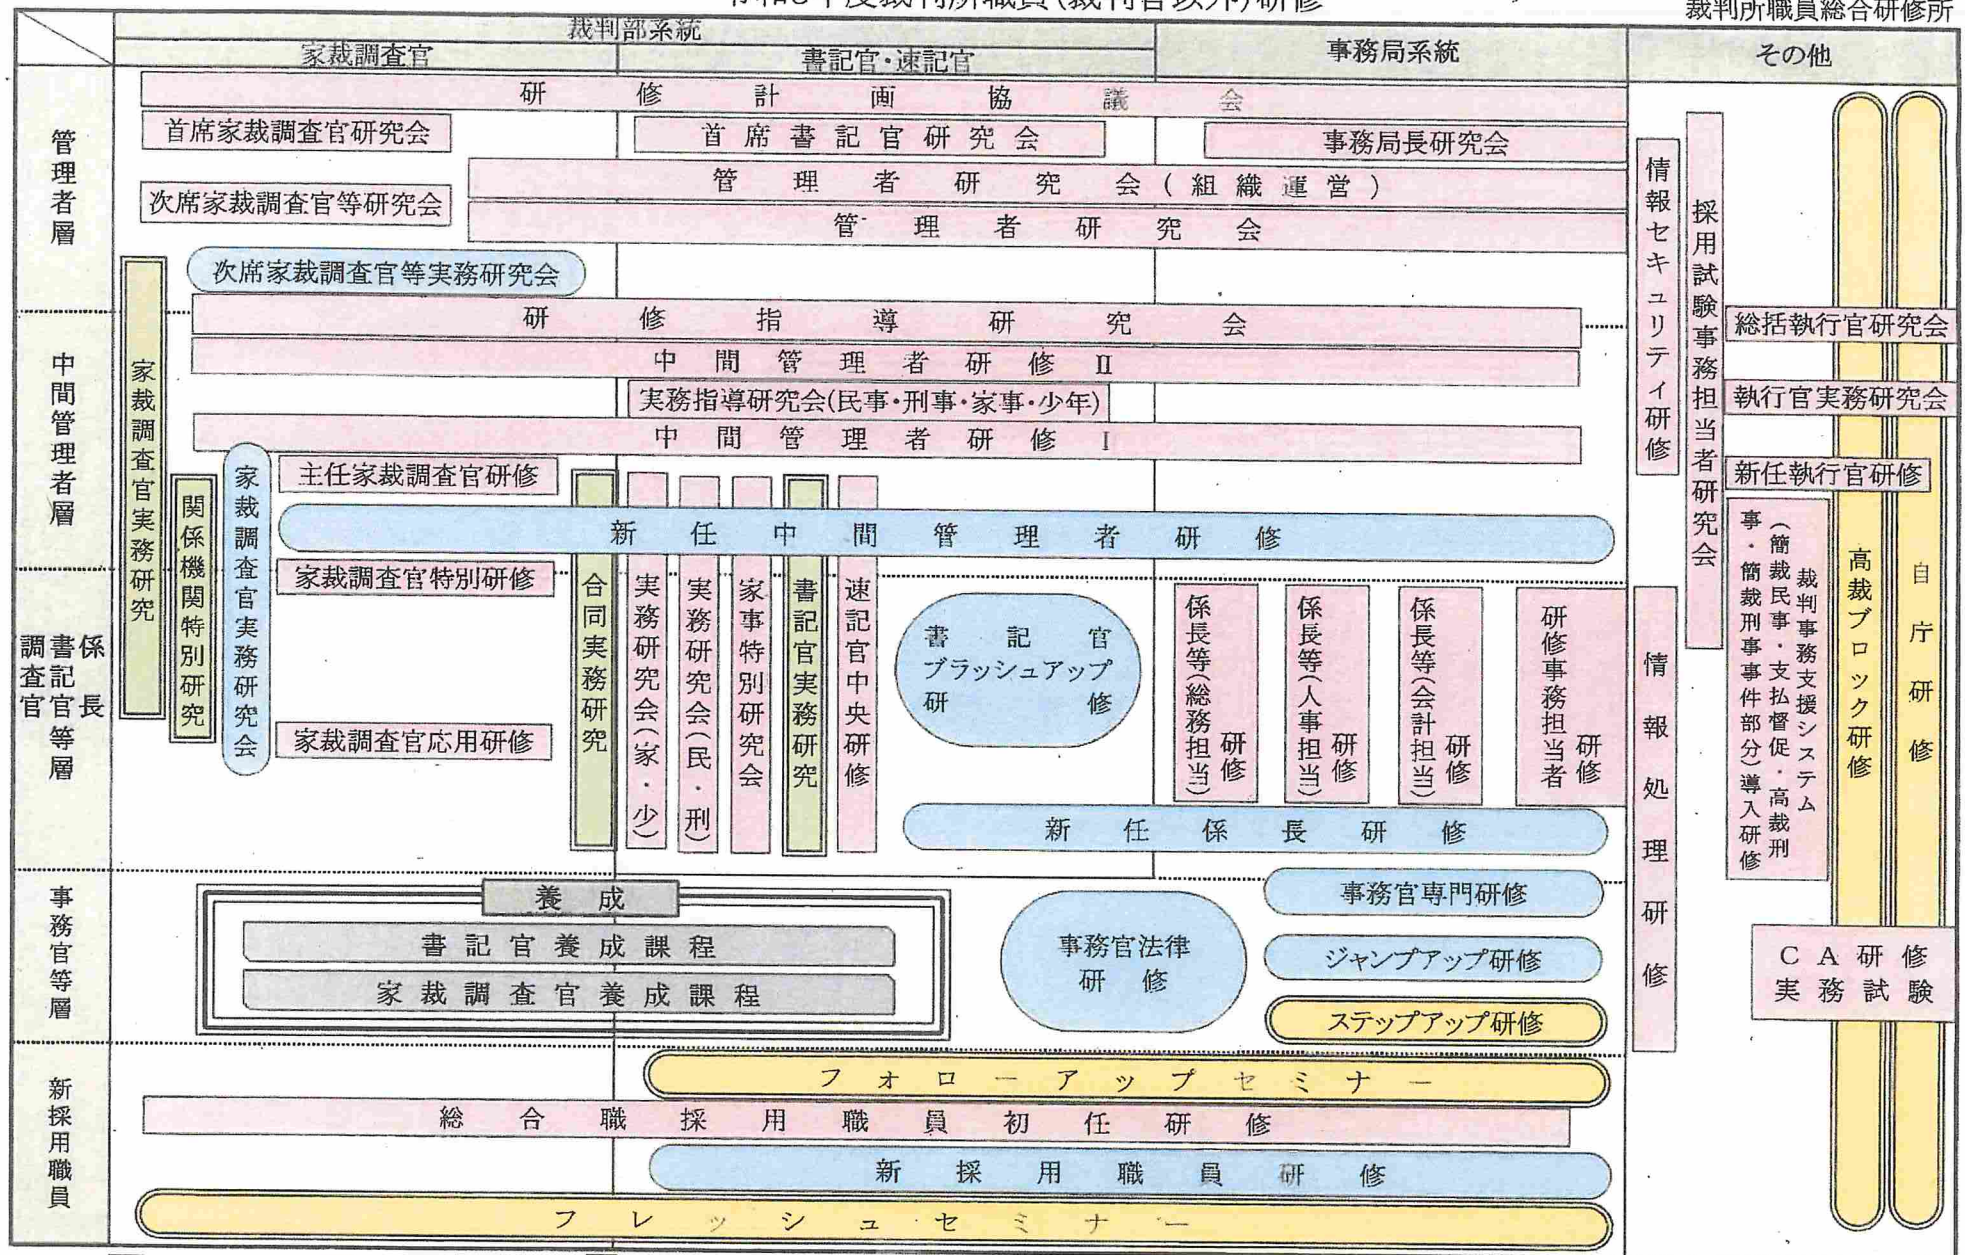 裁判所職員(裁判官以外)研修
裁判所職員総合研修所
裁判部系統
家裁調査官
書記官・速記官
事務局系統
その他
管理者層
研修計画協議会
首席家裁調査官研究会
首席書記官研究会
事務局長研究会
管理者研究会(組織運営)
次席家裁調査官等研究会
管理者研究会
次席家裁調査官等実務研究会
中間管理者層
研修指導研究会
中間管理者研修Ⅱ
実務指導研究会(民事・刑事・家事・少年)
中間管理者研修Ⅰ
家裁調査官実務研究
関係機関特別研究
家裁調査官実務研究会
主任家裁調査官研修
新任中間管理者研修
係長
書記官等層
調査官
家裁調査官特別研修
家裁調査官応用研修
合同実務研究
実務研究会(家・少)
実務研究会(民・刑)
家事特別研究会
書記官実務研究
速記官中央研修
書記官
ブラッシュアップ
研修
係長等(総務担当)
研修
係長等(人事担当)
研修
係長等(会計担当)
研修
研修事務担当者
研修
新任係長研修
事務官等層
養成
書記官養成課程
家裁調査官養成課程
事務官法律
研修
事務官専門研修
ジャンプアップ研修
ステップアップ研修
新採用職員
フォローアップセミナー
総合職採用職員初任研修
新採用職員研修
フレッシュセミナー
情報セキュリティ研修
情報処理研修
採用試験事務担当者研究会
総括執行官研究会
執行官実務研究会
新任執行官研修
裁判事務支援システム
(簡裁民事・支払督促・高裁刑
事・簡裁刑事事件部分)導入研修
高裁ブロック研修
自庁研修
CA研修
実務試験